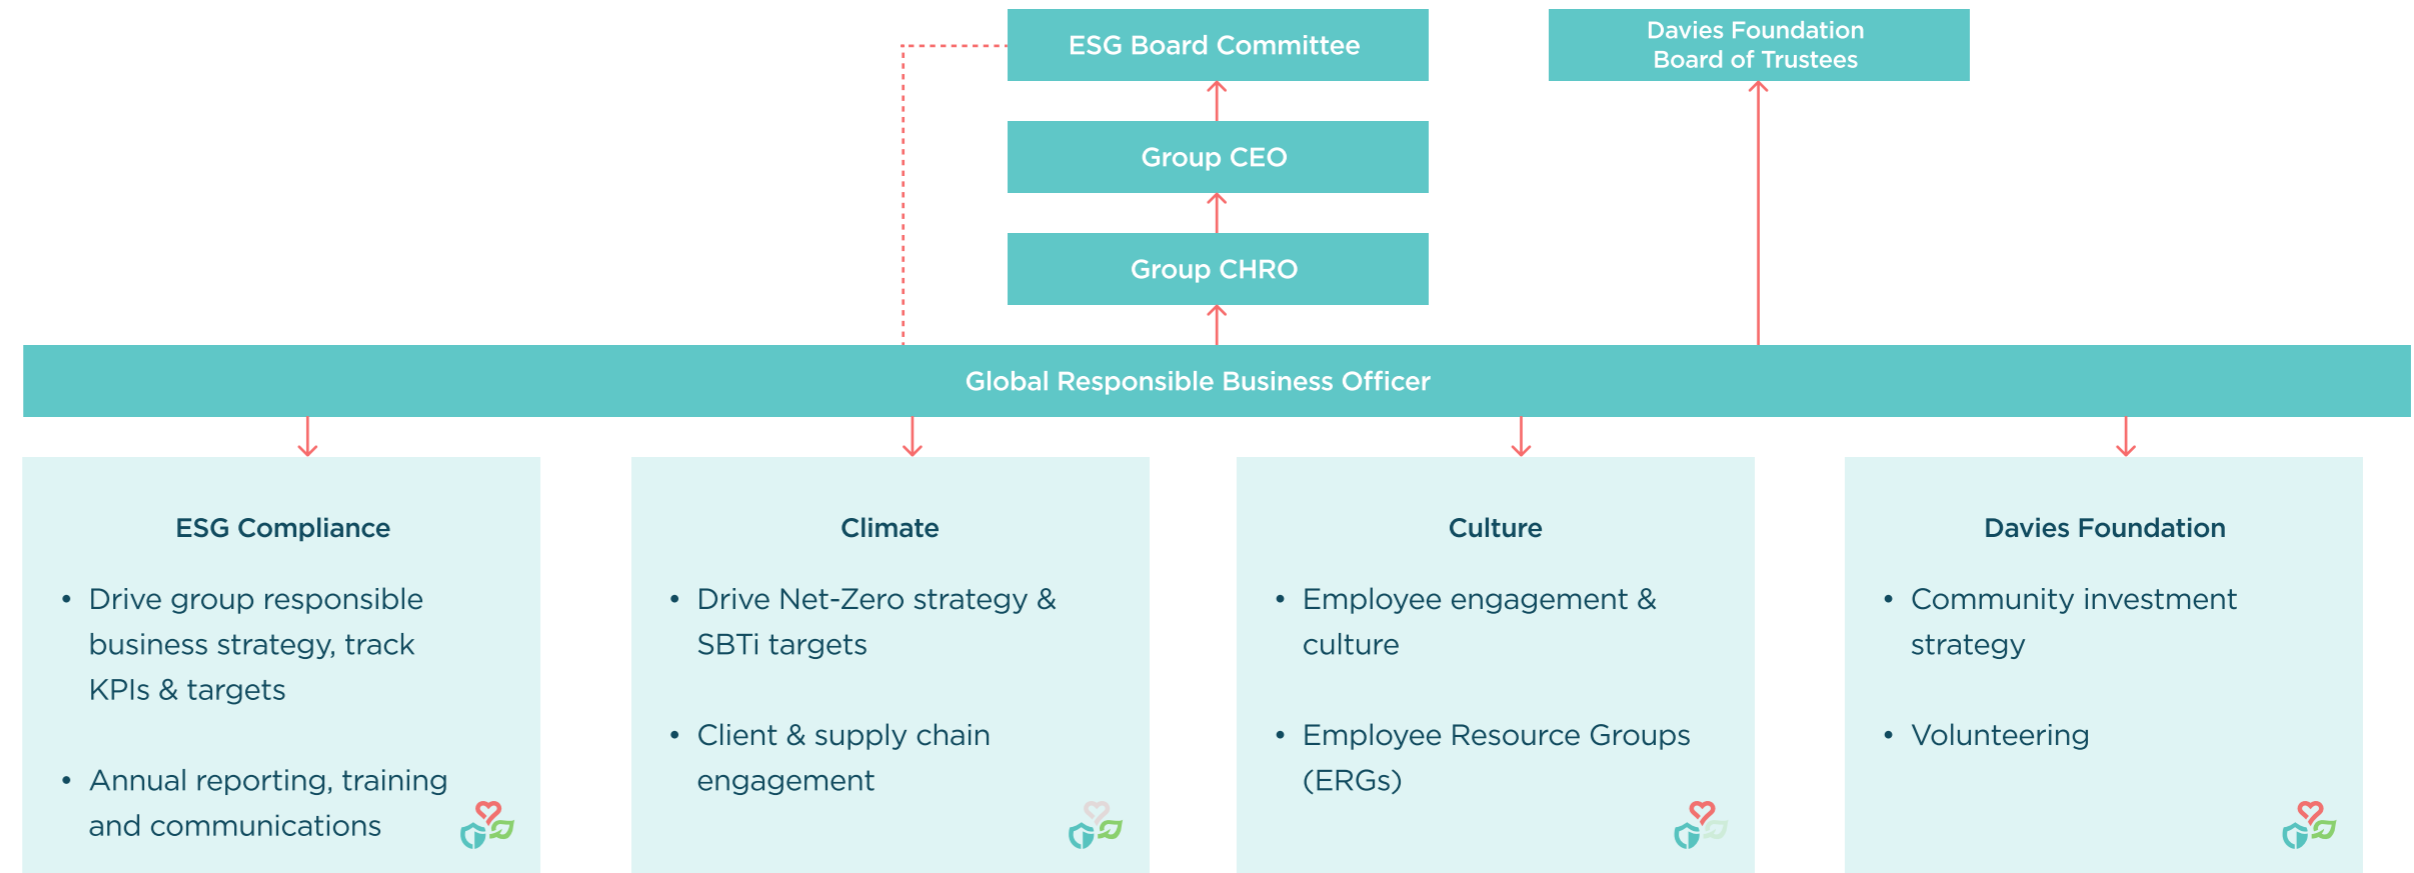 ESG Board Committee
Davies Foundation
Board of Trustees
Group CEO
Group CHRO
Global Responsible Business Officer
ESG Compliance
• Drive group responsible
business strategy, track
KPIs & targets
• Annual reporting, training
and communications
Climate
• Drive Net-Zero strategy &
SBTi targets
• Client & supply chain
engagement
Culture
• Employee engagement &
culture
• Employee Resource Groups
(ERGs)
Davies Foundation
• Community investment
strategy
• Volunteering